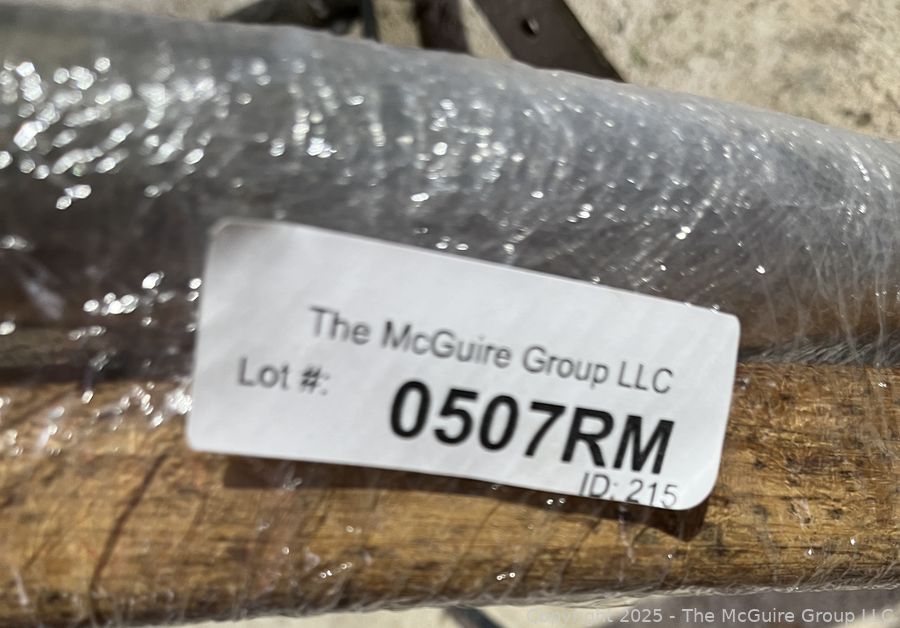 The McGuire Group LLC
Lot #:
0507RM
ID: 215
Copyright 2025 - The McGuire Group LLC